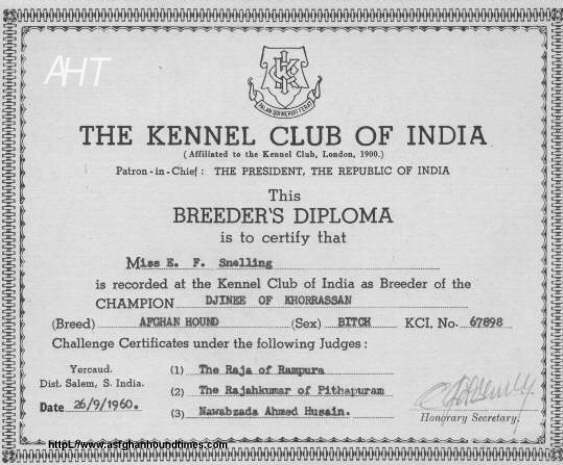 AHT
THE KENNEL CLUB OF INDIA
(Affiliated to the Kennel Club, London, 1900.)
Patron-in-Chief: THE PRESIDENT, THE REPUBLIC OF INDIA
This
BREEDER'S DIPLOMA
is to certify that
Miss E. F. Snelling
is recorded at the Kennel Club of India as Breeder of the
CHAMPION DJINEE OF KHORRASSAN
(Breed) AFGHAN HOUND (Sex) BITCH KCI. No. 67898
Challenge Certificates under the following Judges:
Yercaud.
Dist. Salem, S. India.
Date 26/9/1960.
(1) The Raja of Rampura
(2) The Rajahkumar of Pithapuram
(3) Nawabzada Ahmed Husain.
Honorary Secretary.